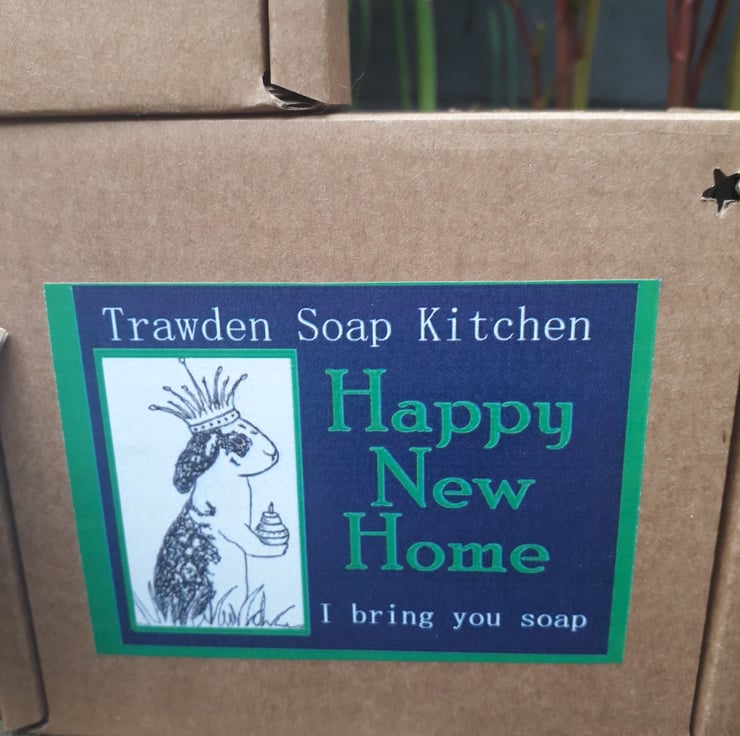 Trawden Soap Kitchen
Happy
New
Home
I bring you soap